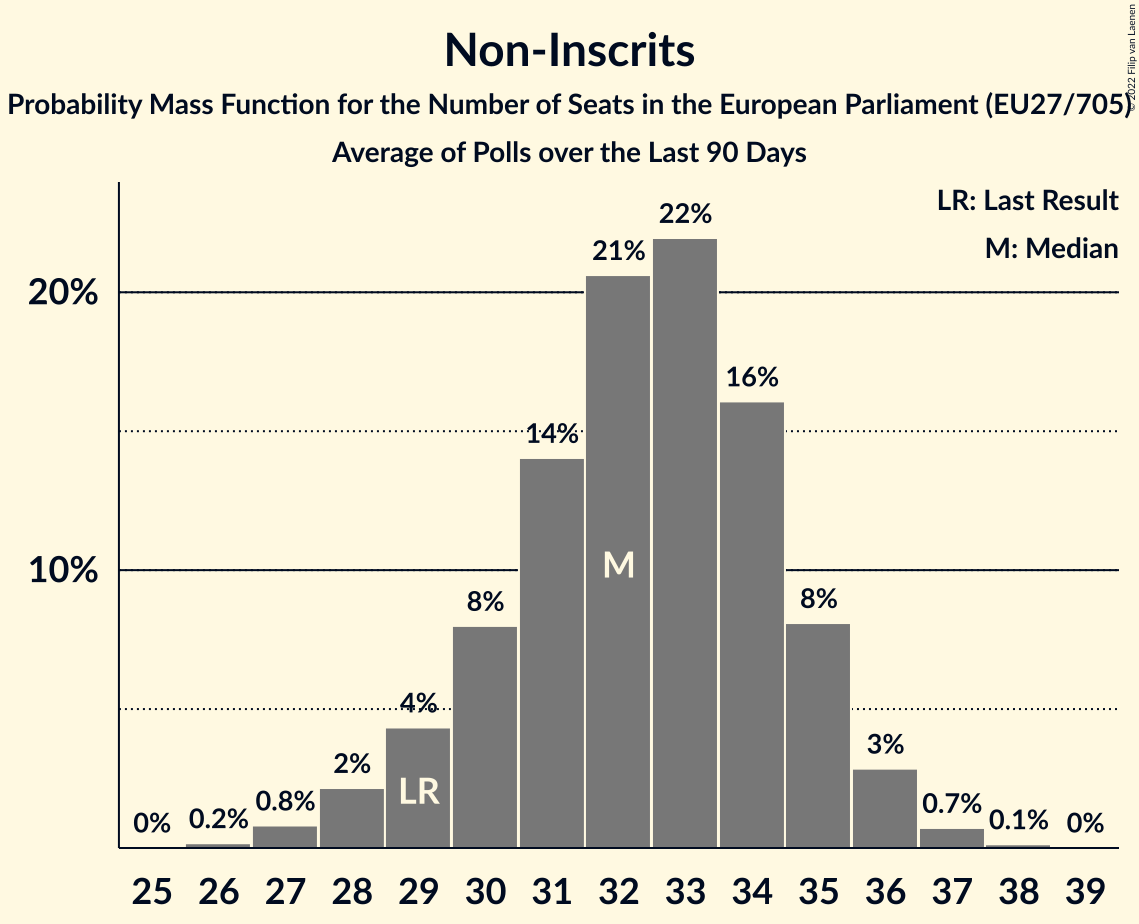 Non-Inscrits
Probability Mass Function for the Number of Seats in the European Parliament (EU27/705)
Average of Polls over the Last 90 Days
© 2022 Filip van Laenen
LR: Last Result
M: Median
20%
10%
0%
0.2%
0.8%
2%
4%
8%
14%
21%
22%
16%
8%
3%
0.7%
0.1%
0%
LR
M
25 26 27 28 29 30 31 32 33 34 35 36 37 38 39